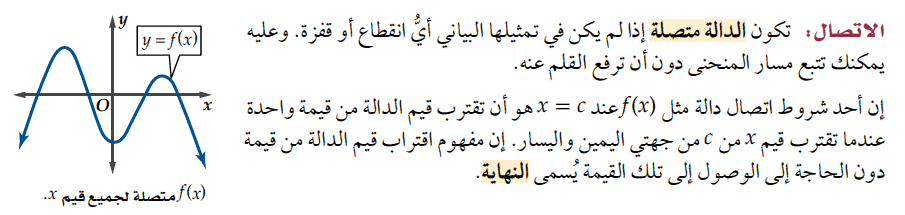 الاتصال: تكون الدالة متصلة إذا لم يكن في تمثيلها البياني أيُّ انقطاع أو قفزة. وعليه
يمكنك تتبع مسار المنحنى دون أن ترفع القلم عنه.
إن أحد شروط اتصال دالة مثل f(x) عند x = c هو أن تقترب قيم الدالة من قيمة واحدة
عندما تقترب قيم x من c من جهتي اليمين واليسار. إن مفهوم اقتراب قيم الدالة من قيمة
دون الحاجة إلى الوصول إلى تلك القيمة يُسمى النهاية.
y
y = f(x)
O
x
f(x) متصلة لجميع قيم x.